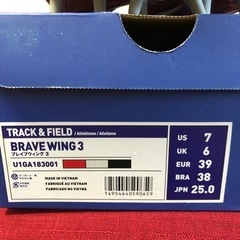 TRACK & FIELD / Athlétisme / Atletismo
BRAVE WING 3
ブレイブウィング 3
U1GA183001
MADE IN VIETNAM
FABRIQUÉ AU VIETNAM
FABRICADO NO VIETNÃ
US 7
UK 6
EUR 39
BRA 38
JPN 25.0